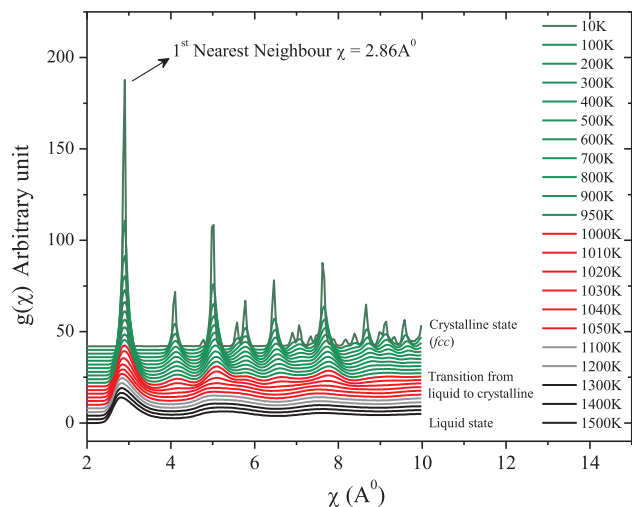 220
200
150
100
50
0
2
4
6
8
10
12
14
χ (A⁰)
g(χ) Arbitrary unit
1ˢᵗ Nearest Neighbour χ = 2.86A⁰
Crystalline state
(fcc)
Transition from
liquid to crystalline
Liquid state
10K
100K
200K
300K
400K
500K
600K
700K
800K
900K
950K
1000K
1010K
1020K
1030K
1040K
1050K
1100K
1200K
1300K
1400K
1500K